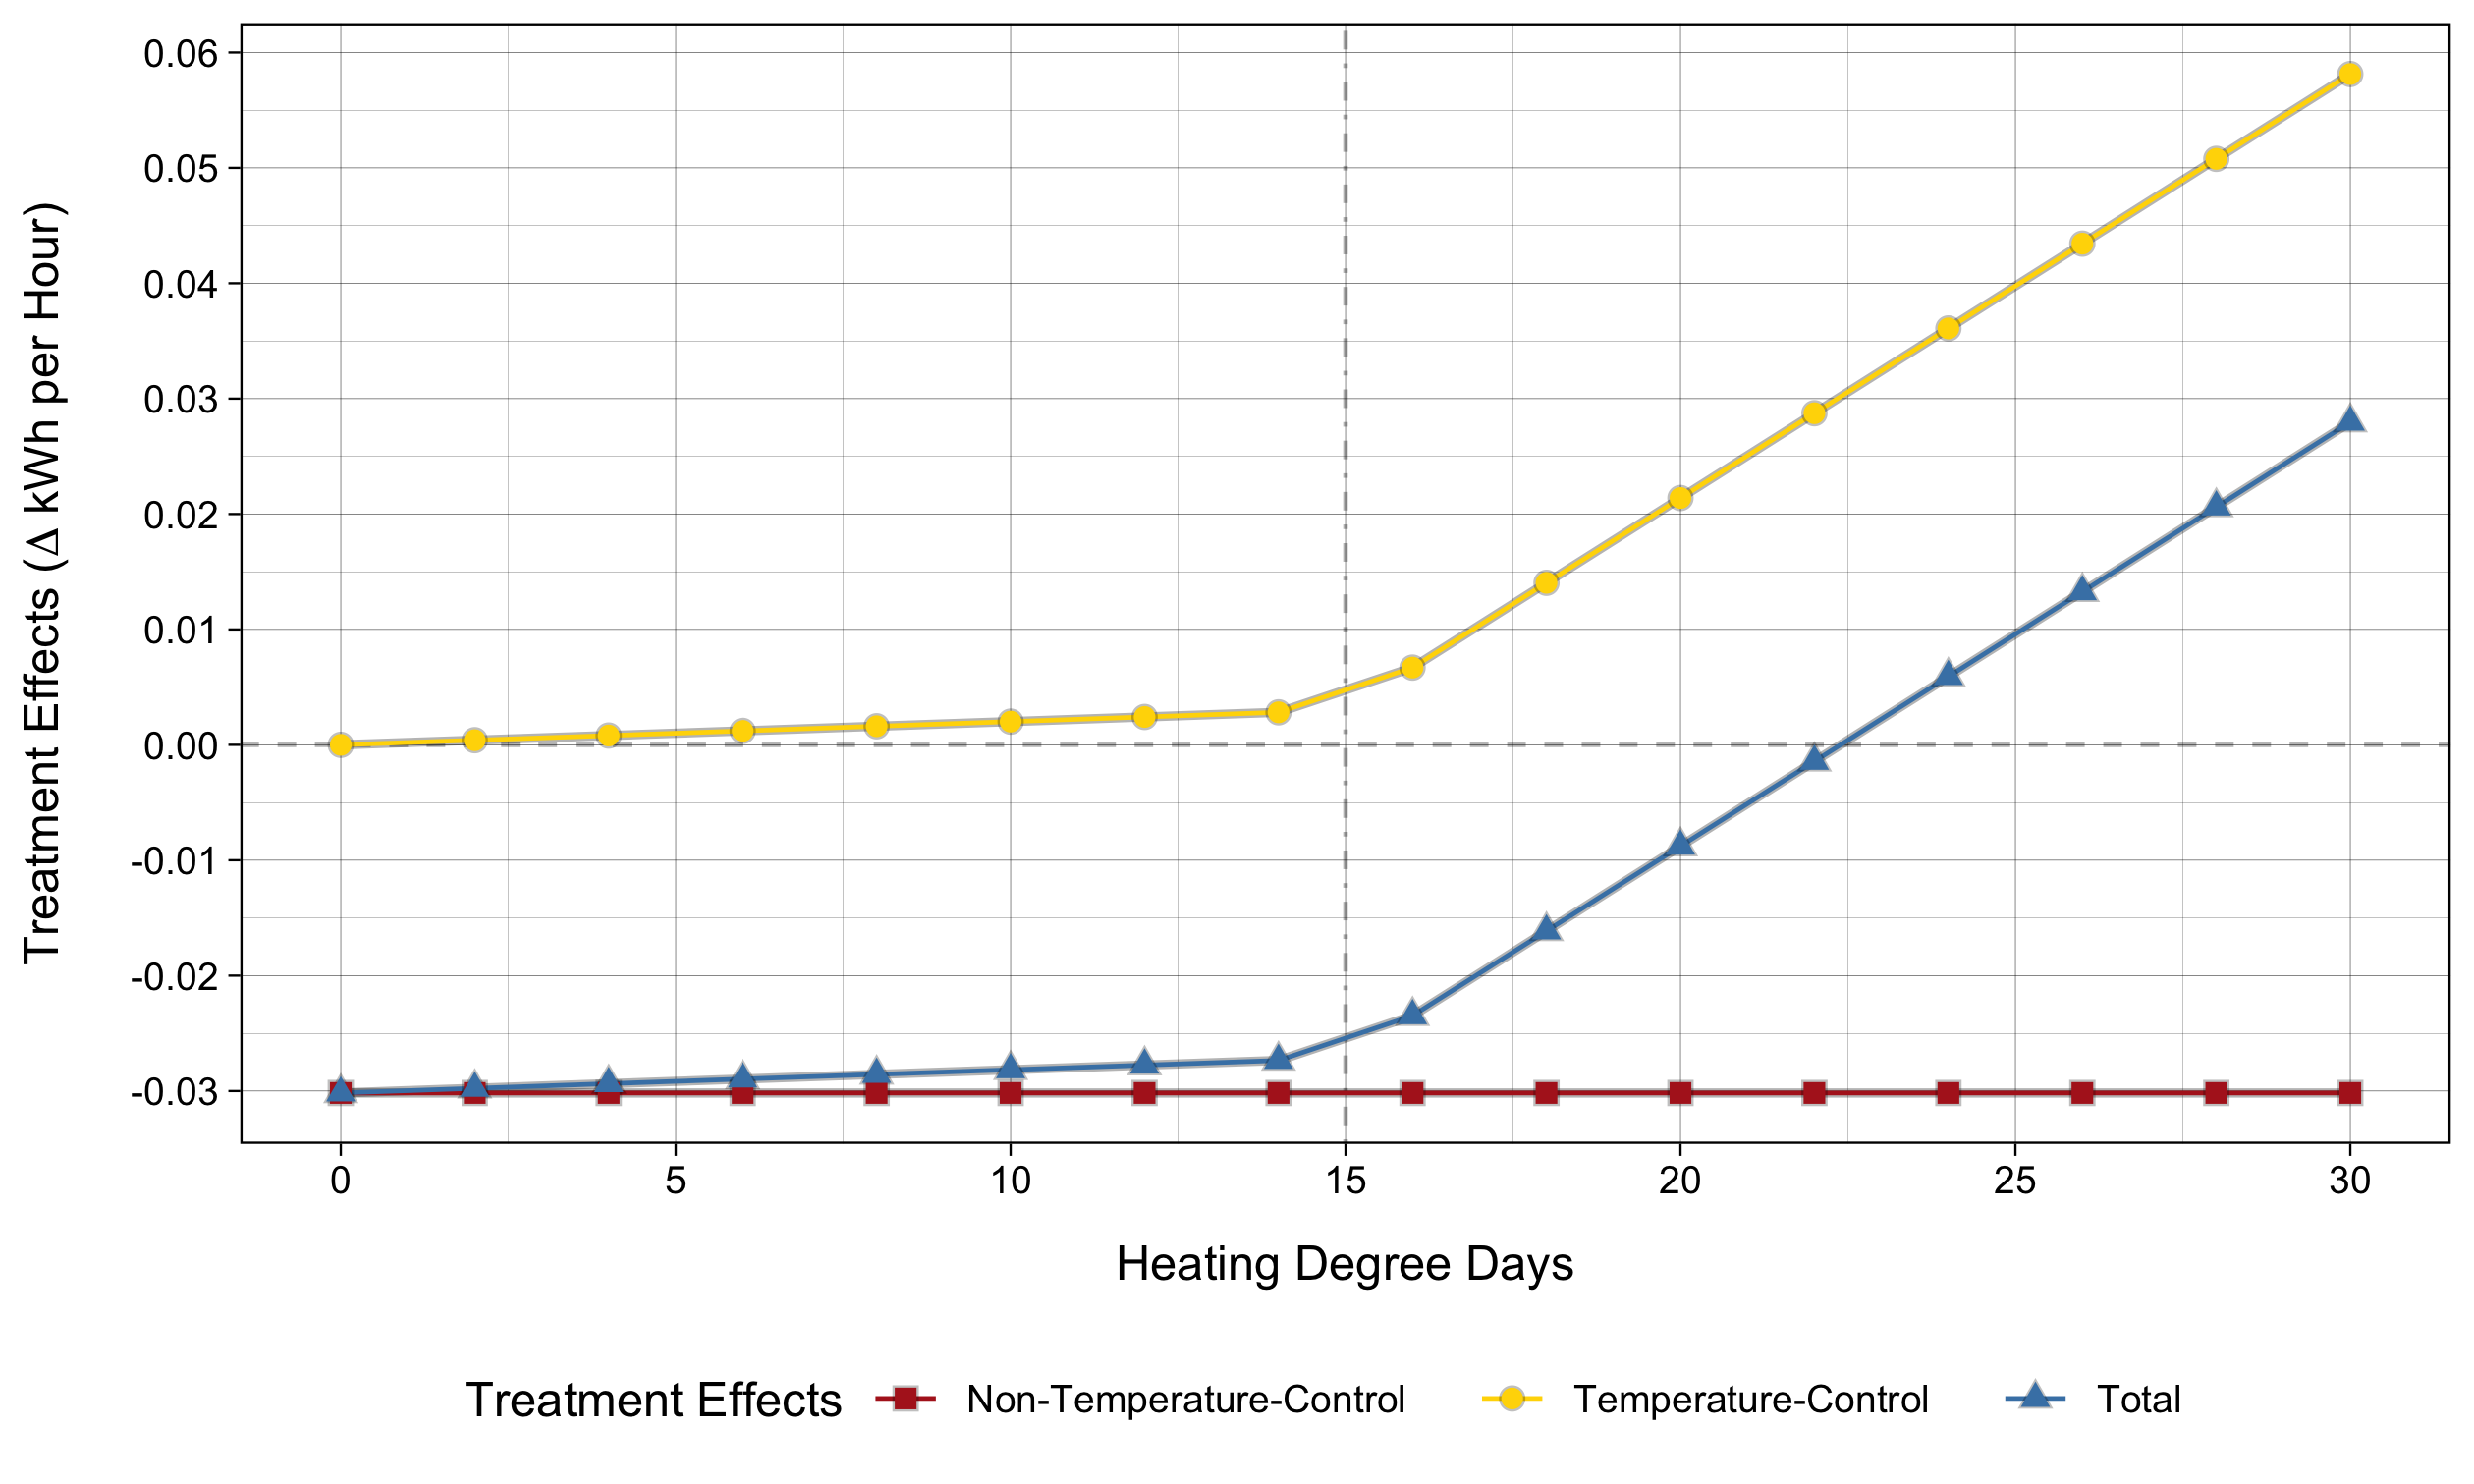 Treatment Effects (Δ kWh per Hour)
0.06
0.05
0.04
0.03
0.02
0.01
0.00
-0.01
-0.02
-0.03
0 5 10 15 20 25 30
Heating Degree Days
Treatment Effects Non-Temperature-Control Temperature-Control Total